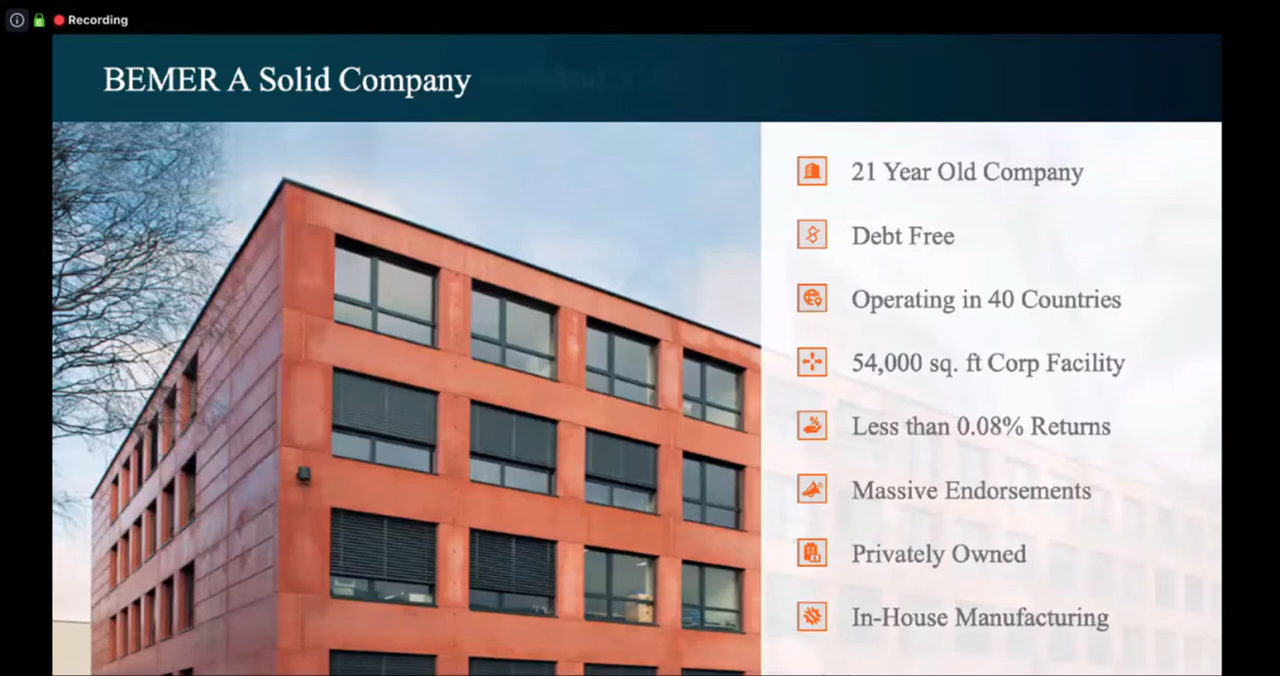 Recording
BEMER A Solid Company
21 Year Old Company
Debt Free
Operating in 40 Countries
54,000 sq. ft Corp Facility
Less than 0.08% Returns
Massive Endorsements
Privately Owned
In-House Manufacturing